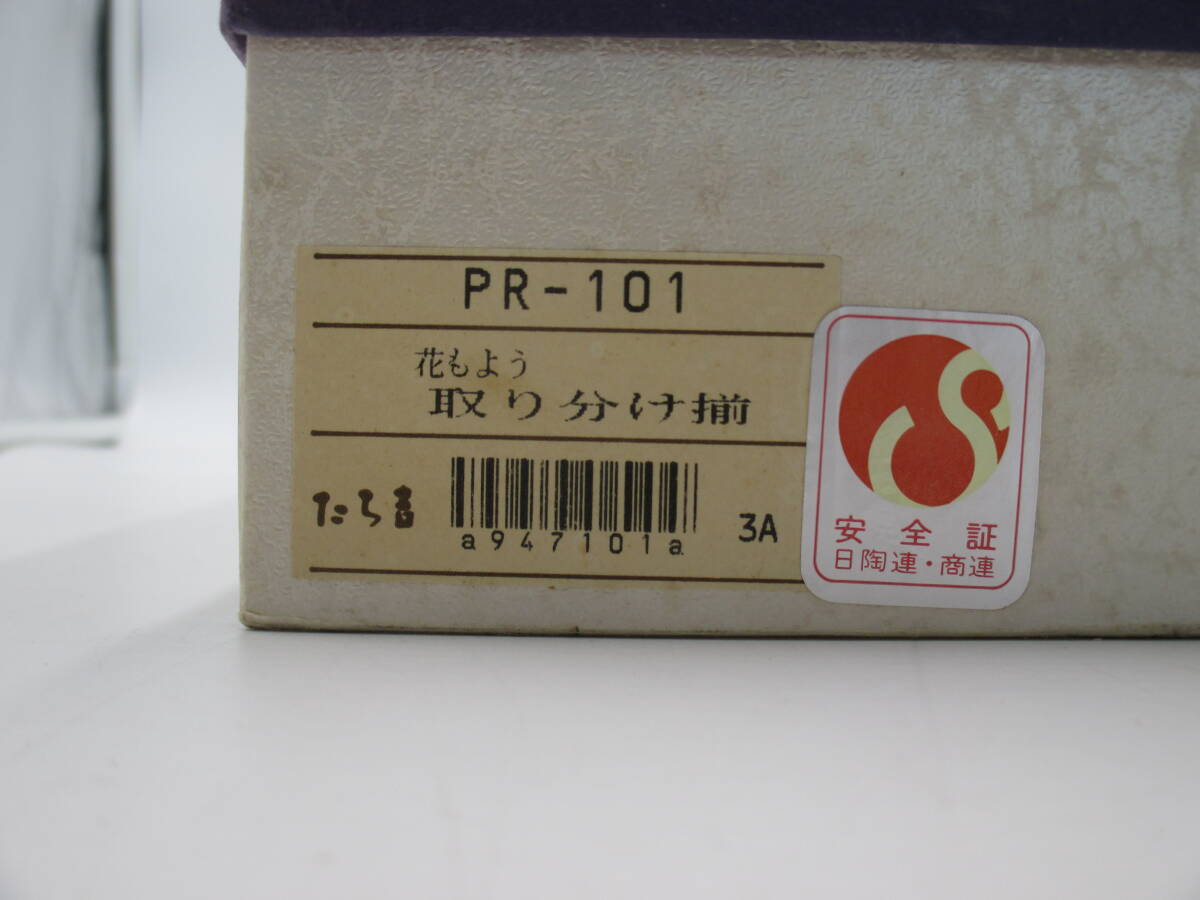 PR-101
花もよう
取り分け揃
たち吉
a947101a
3A
安全証
日陶連・商連